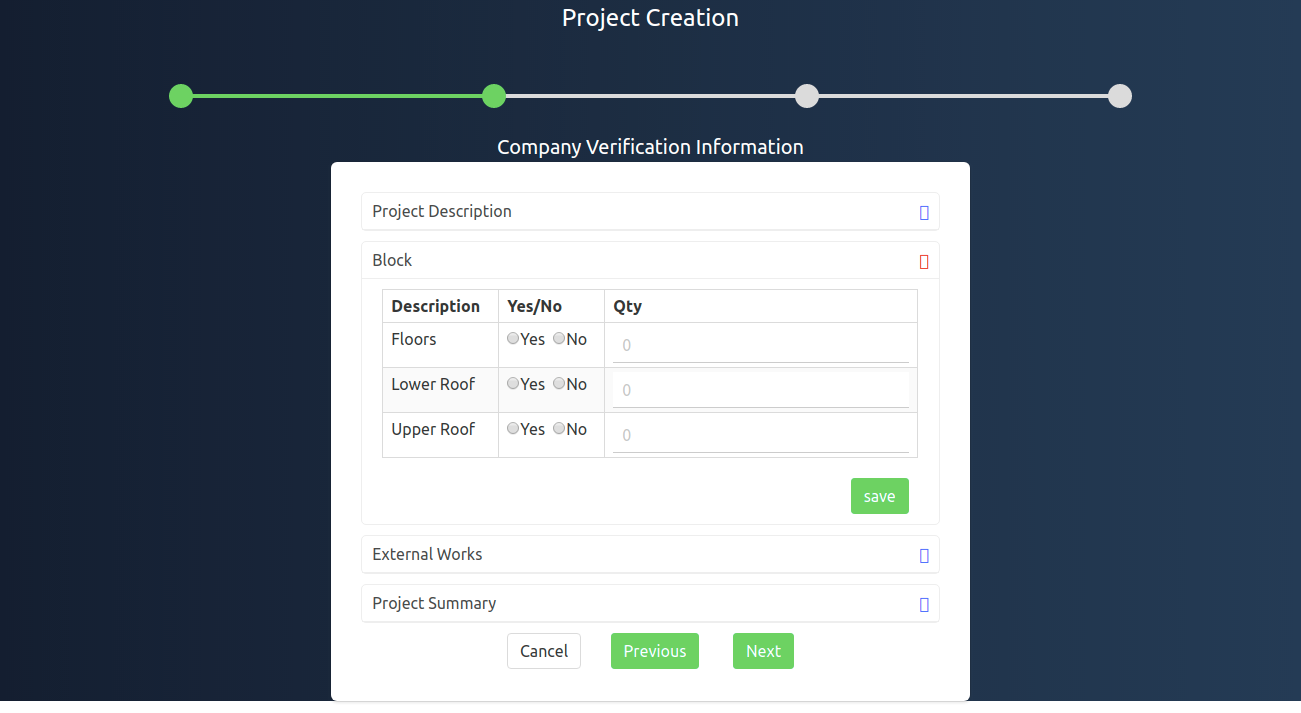 Project Creation
Company Verification Information
Project Description
Block
Description Yes/No Qty
Floors Yes No 0
Lower Roof Yes No 0
Upper Roof Yes No 0
save
External Works
Project Summary
Cancel Previous Next